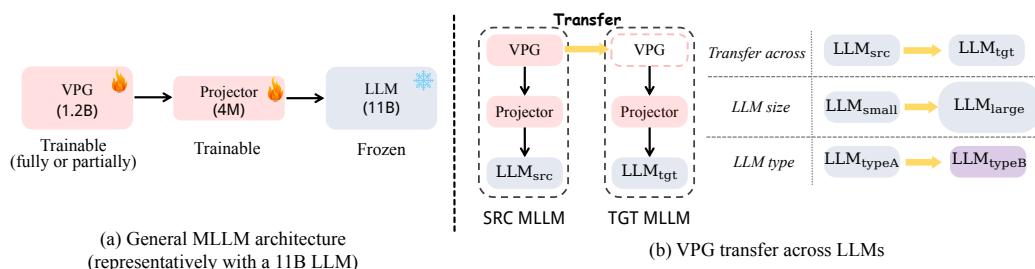 VPG
(1.2B)
Trainable
(fully or partially)
Projector
(4M)
Trainable
LLM
(11B)
Frozen
(a) General MLLM architecture
(representatively with a 11B LLM)
Transfer
VPG
Projector
LLMsrc
SRC MLLM
VPG
Projector
LLMtgt
TGT MLLM
Transfer across
LLMsrc
LLMtgt
LLM size
LLMsmall
LLMlarge
LLM type
LLMtypeA
LLMtypeB
(b) VPG transfer across LLMs